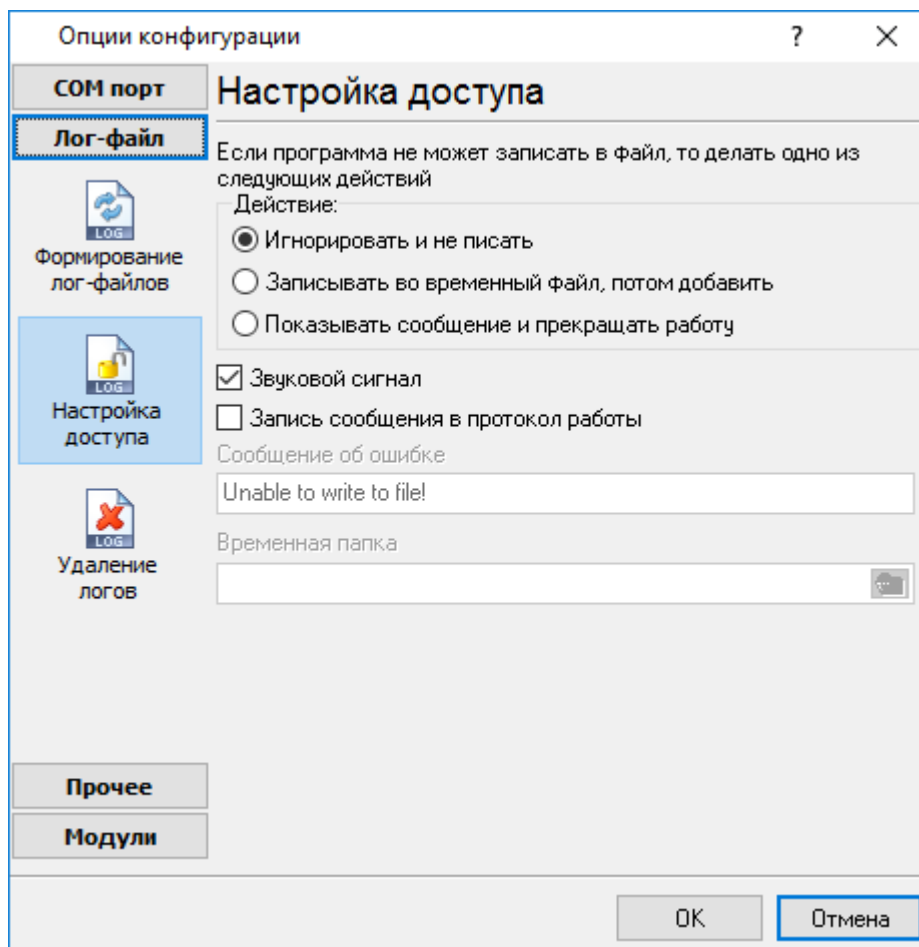 Опции конфигурации
?
COM порт
Лог-файл
LOG
Формирование
лог-файлов
LOG
Настройка
доступа
LOG
Удаление
логов
Прочее
Модули
Настройка доступа
Если программа не может записать в файл, то делать одно из
следующих действий
Действие:
Игнорировать и не писать
Записывать во временный файл, потом добавить
Показывать сообщение и прекращать работу
Звуковой сигнал
Запись сообщения в протокол работы
Сообщение об ошибке
Unable to write to file!
Временная папка
OK
Отмена